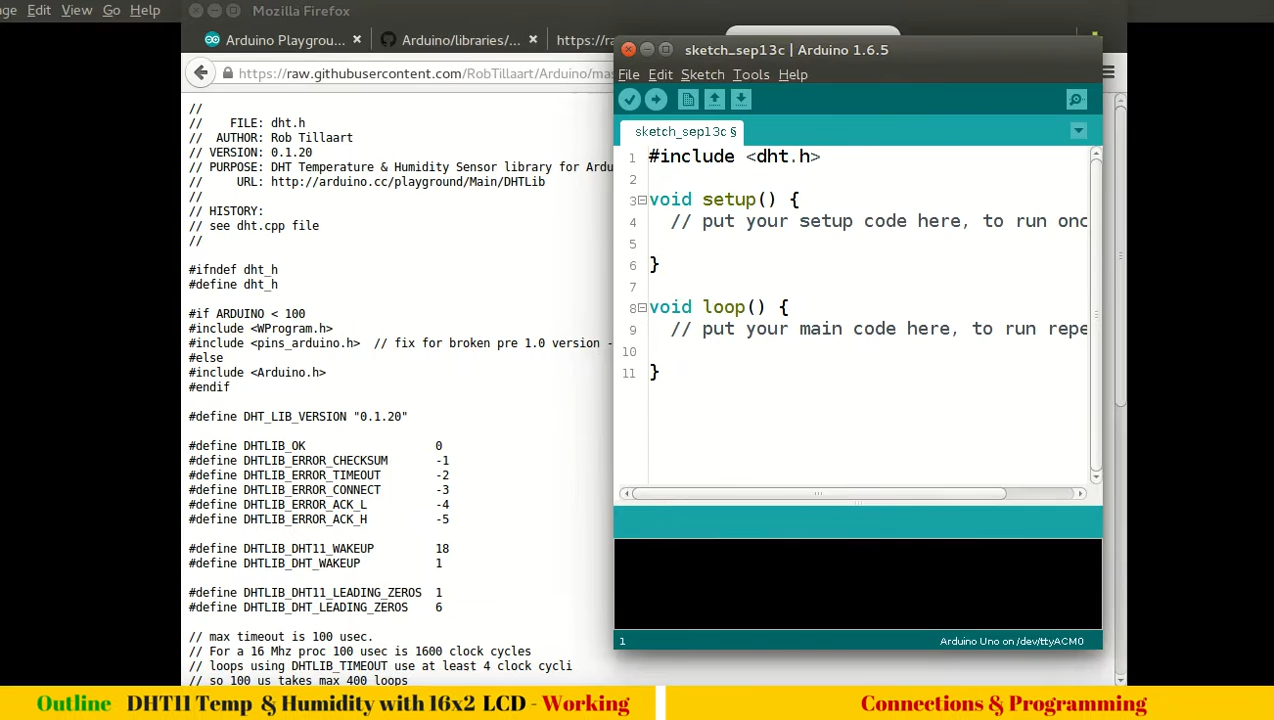 ge Edit View Go Help
Mozilla Firefox
Arduino Playgrou... ×
Arduino/libraries/... ×
https://ra
https://raw.githubusercontent.com/RobTillaart/Arduino/mas
//
// FILE: dht.h
// AUTHOR: Rob Tillaart
// VERSION: 0.1.20
// PURPOSE: DHT Temperature & Humidity Sensor library for Ardu
// URL: http://arduino.cc/playground/Main/DHTLib
//
// HISTORY:
// see dht.cpp file
//
#ifndef dht_h
#define dht_h
#if ARDUINO < 100
#include <WProgram.h>
#include <pins_arduino.h> // fix for broken pre 1.0 version -
#else
#include <Arduino.h>
#endif
#define DHT_LIB_VERSION "0.1.20"
#define DHTLIB_OK 0
#define DHTLIB_ERROR_CHECKSUM -1
#define DHTLIB_ERROR_TIMEOUT -2
#define DHTLIB_ERROR_CONNECT -3
#define DHTLIB_ERROR_ACK_L -4
#define DHTLIB_ERROR_ACK_H -5
#define DHTLIB_DHT11_WAKEUP 18
#define DHTLIB_DHT_WAKEUP 1
#define DHTLIB_DHT11_LEADING_ZEROS 1
#define DHTLIB_DHT_LEADING_ZEROS 6
// max timeout is 100 usec.
// For a 16 Mhz proc 100 usec is 1600 clock cycles
// loops using DHTLIB_TIMEOUT use at least 4 clock cycli
// so 100 us takes max 400 loops
sketch_sep13c | Arduino 1.6.5
File Edit Sketch Tools Help
sketch_sep13c §
1 #include <dht.h>
2
3 void setup() {
4 // put your setup code here, to run onc
5
6 }
7
8 void loop() {
9 // put your main code here, to run repe
10
11 }
1
Arduino Uno on /dev/ttyACM0
Outline DHT11 Temp & Humidity with 16x2 LCD - Working
Connections & Programming